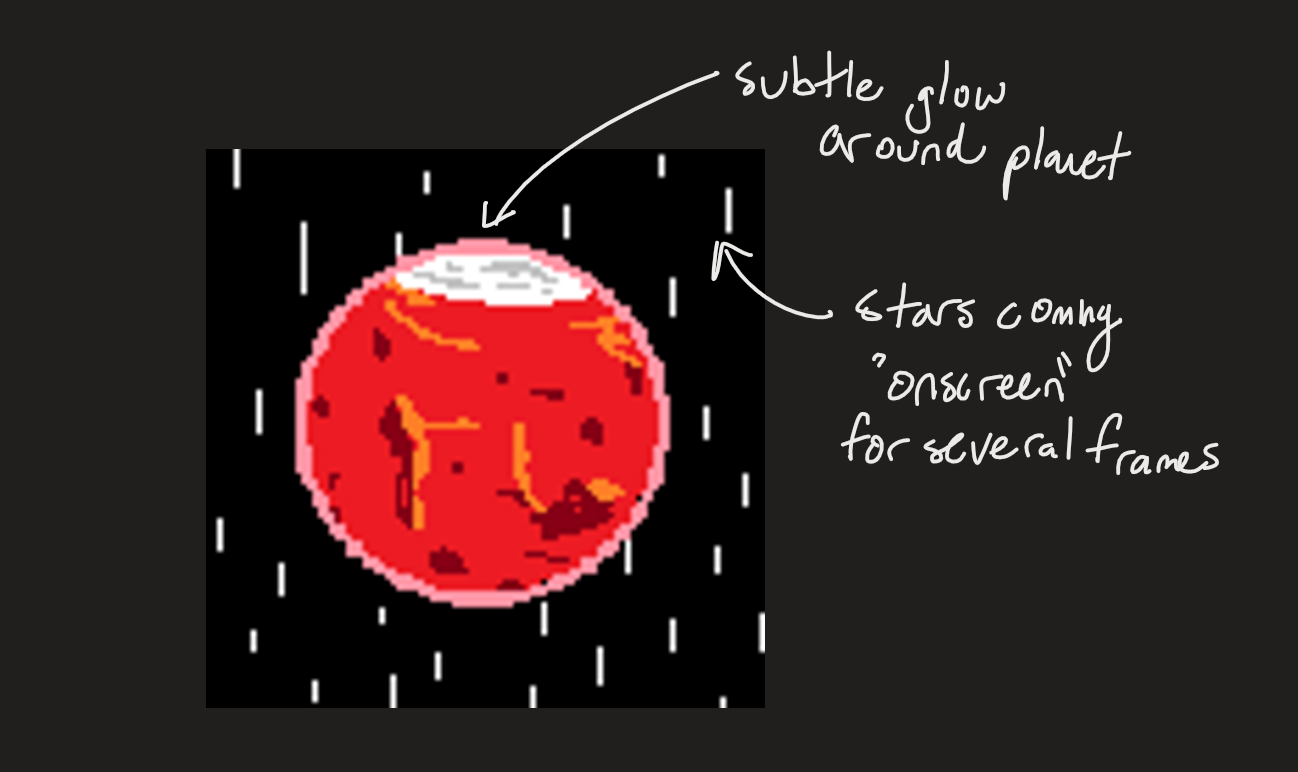 subtle glow
around planet
stars coming
"onscreen"
for several frames